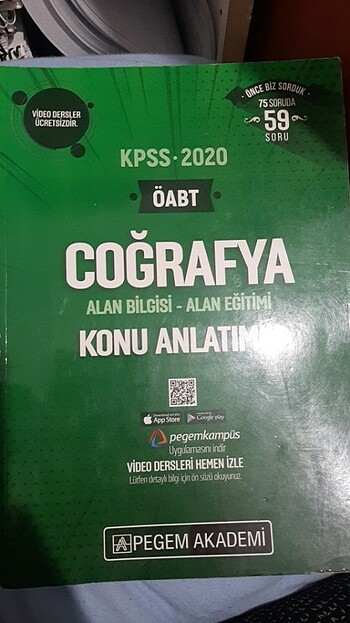 VİDEO DERSLER
ÜCRETSİZDİR.
ÖNCE BİZ SORDUK
75 SORUDA
59
SORU
KPSS · 2020
ÖABT
COĞRAFYA
ALAN BİLGİSİ - ALAN EĞİTİMİ
KONU ANLATIMI
App Store
Google play
pegemkampüs
Uygulamasını indir
VİDEO DERSLERİ HEMEN İZLE
Lütfen detaylı bilgi için ön sözü okuyunuz.
PEGEM AKADEMİ